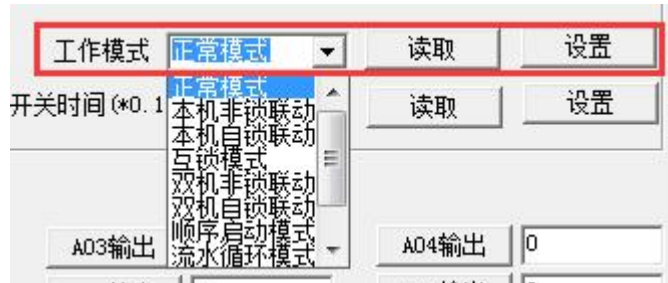 工作模式 正常模式 读取 设置
正常模式
开关时间(*0.1 读取 设置
本机非锁联动
本机自锁联动
互锁模式
双机非锁联动
双机自锁联动
顺序启动模式
AO3输出 AO4输出 0
流水循环模式